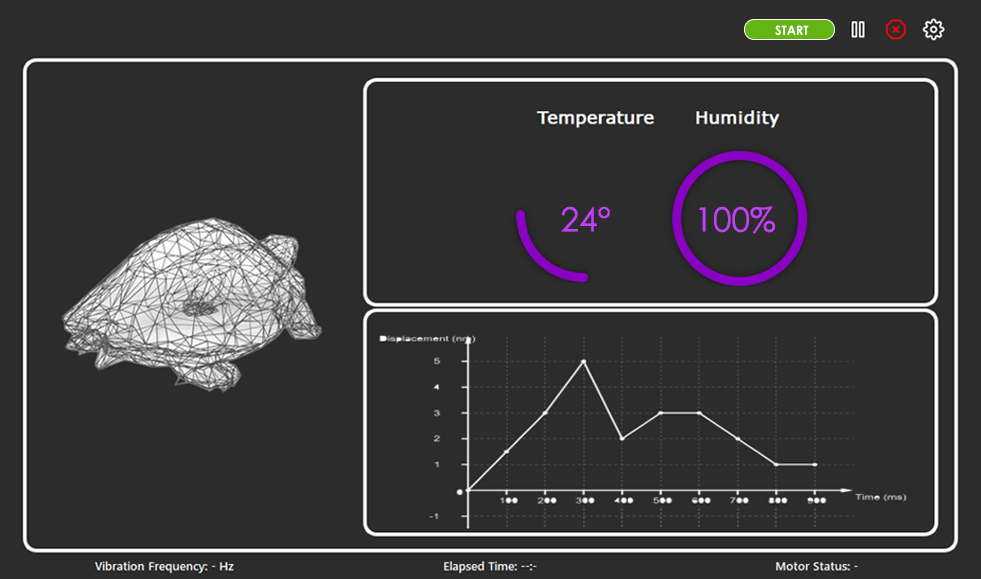 START
Temperature Humidity
24° 100%
Displacement (nm)
5
4
3
2
1
0
-1
100 200 300 400 500 600 700 800 900
Time (ms)
Vibration Frequency: - Hz Elapsed Time: --:- Motor Status: -